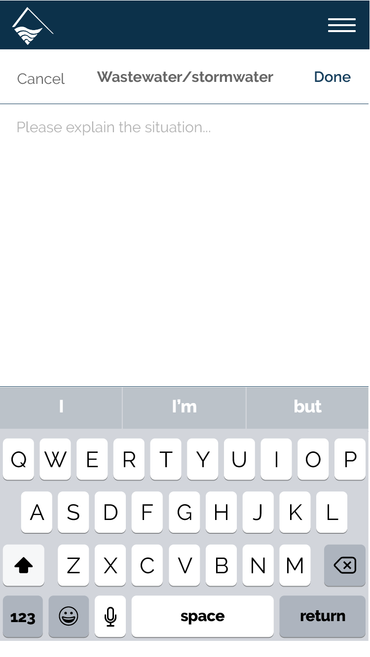 Cancel Wastewater/stormwater Done
Please explain the situation...
I I'm but
Q W E R T Y U I O P
A S D F G H J K L
Z X C V B N M
123 space return